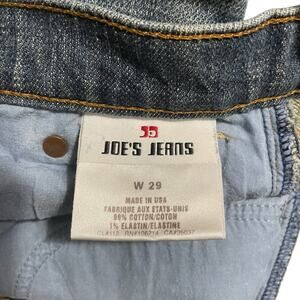 JOE'S JEANS
W 29
MADE IN USA
FABRIQUE AUX ETATS-UNIS
99% COTTON/COTON
1% ELASTIN/ELASTINE